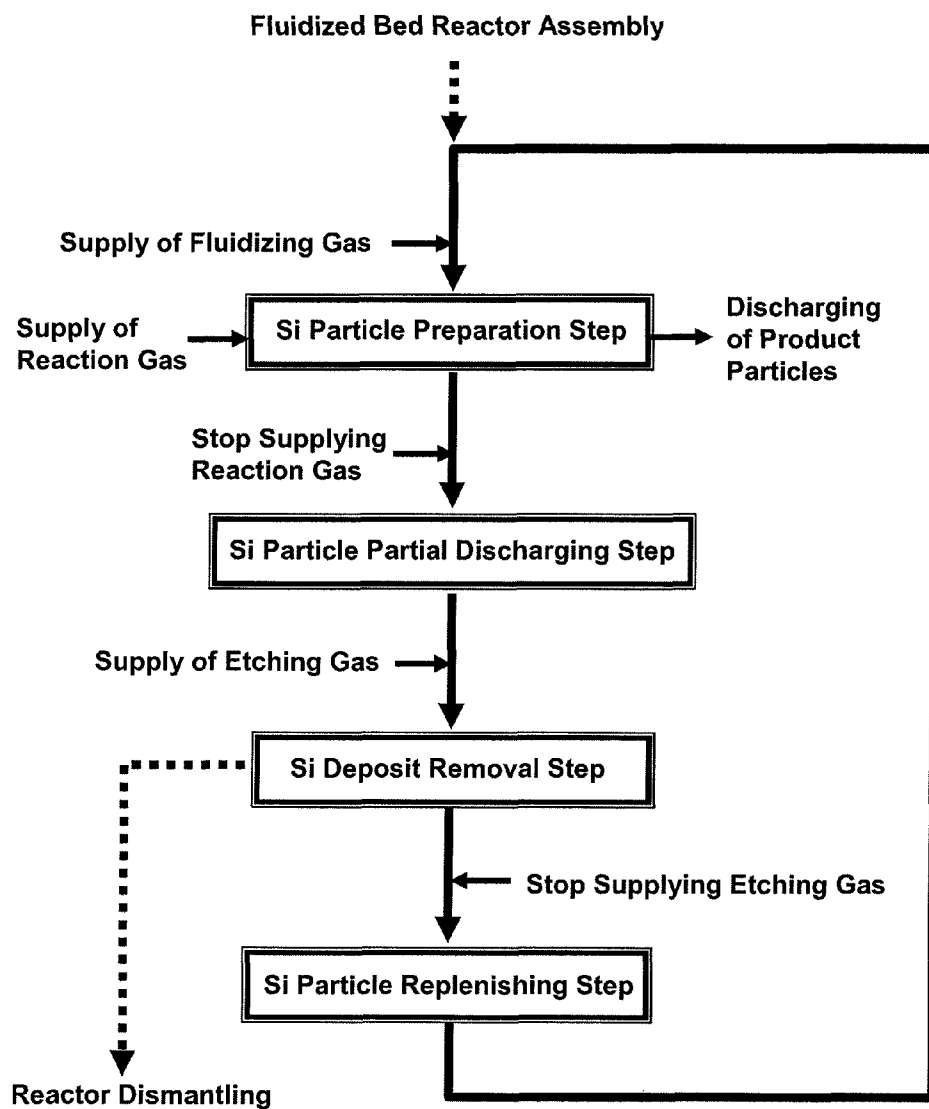 Fluidized Bed Reactor Assembly
Supply of Fluidizing Gas
Supply of
Reaction Gas
Si Particle Preparation Step
Discharging
of Product
Particles
Stop Supplying
Reaction Gas
Si Particle Partial Discharging Step
Supply of Etching Gas
Si Deposit Removal Step
Stop Supplying Etching Gas
Si Particle Replenishing Step
Reactor Dismantling